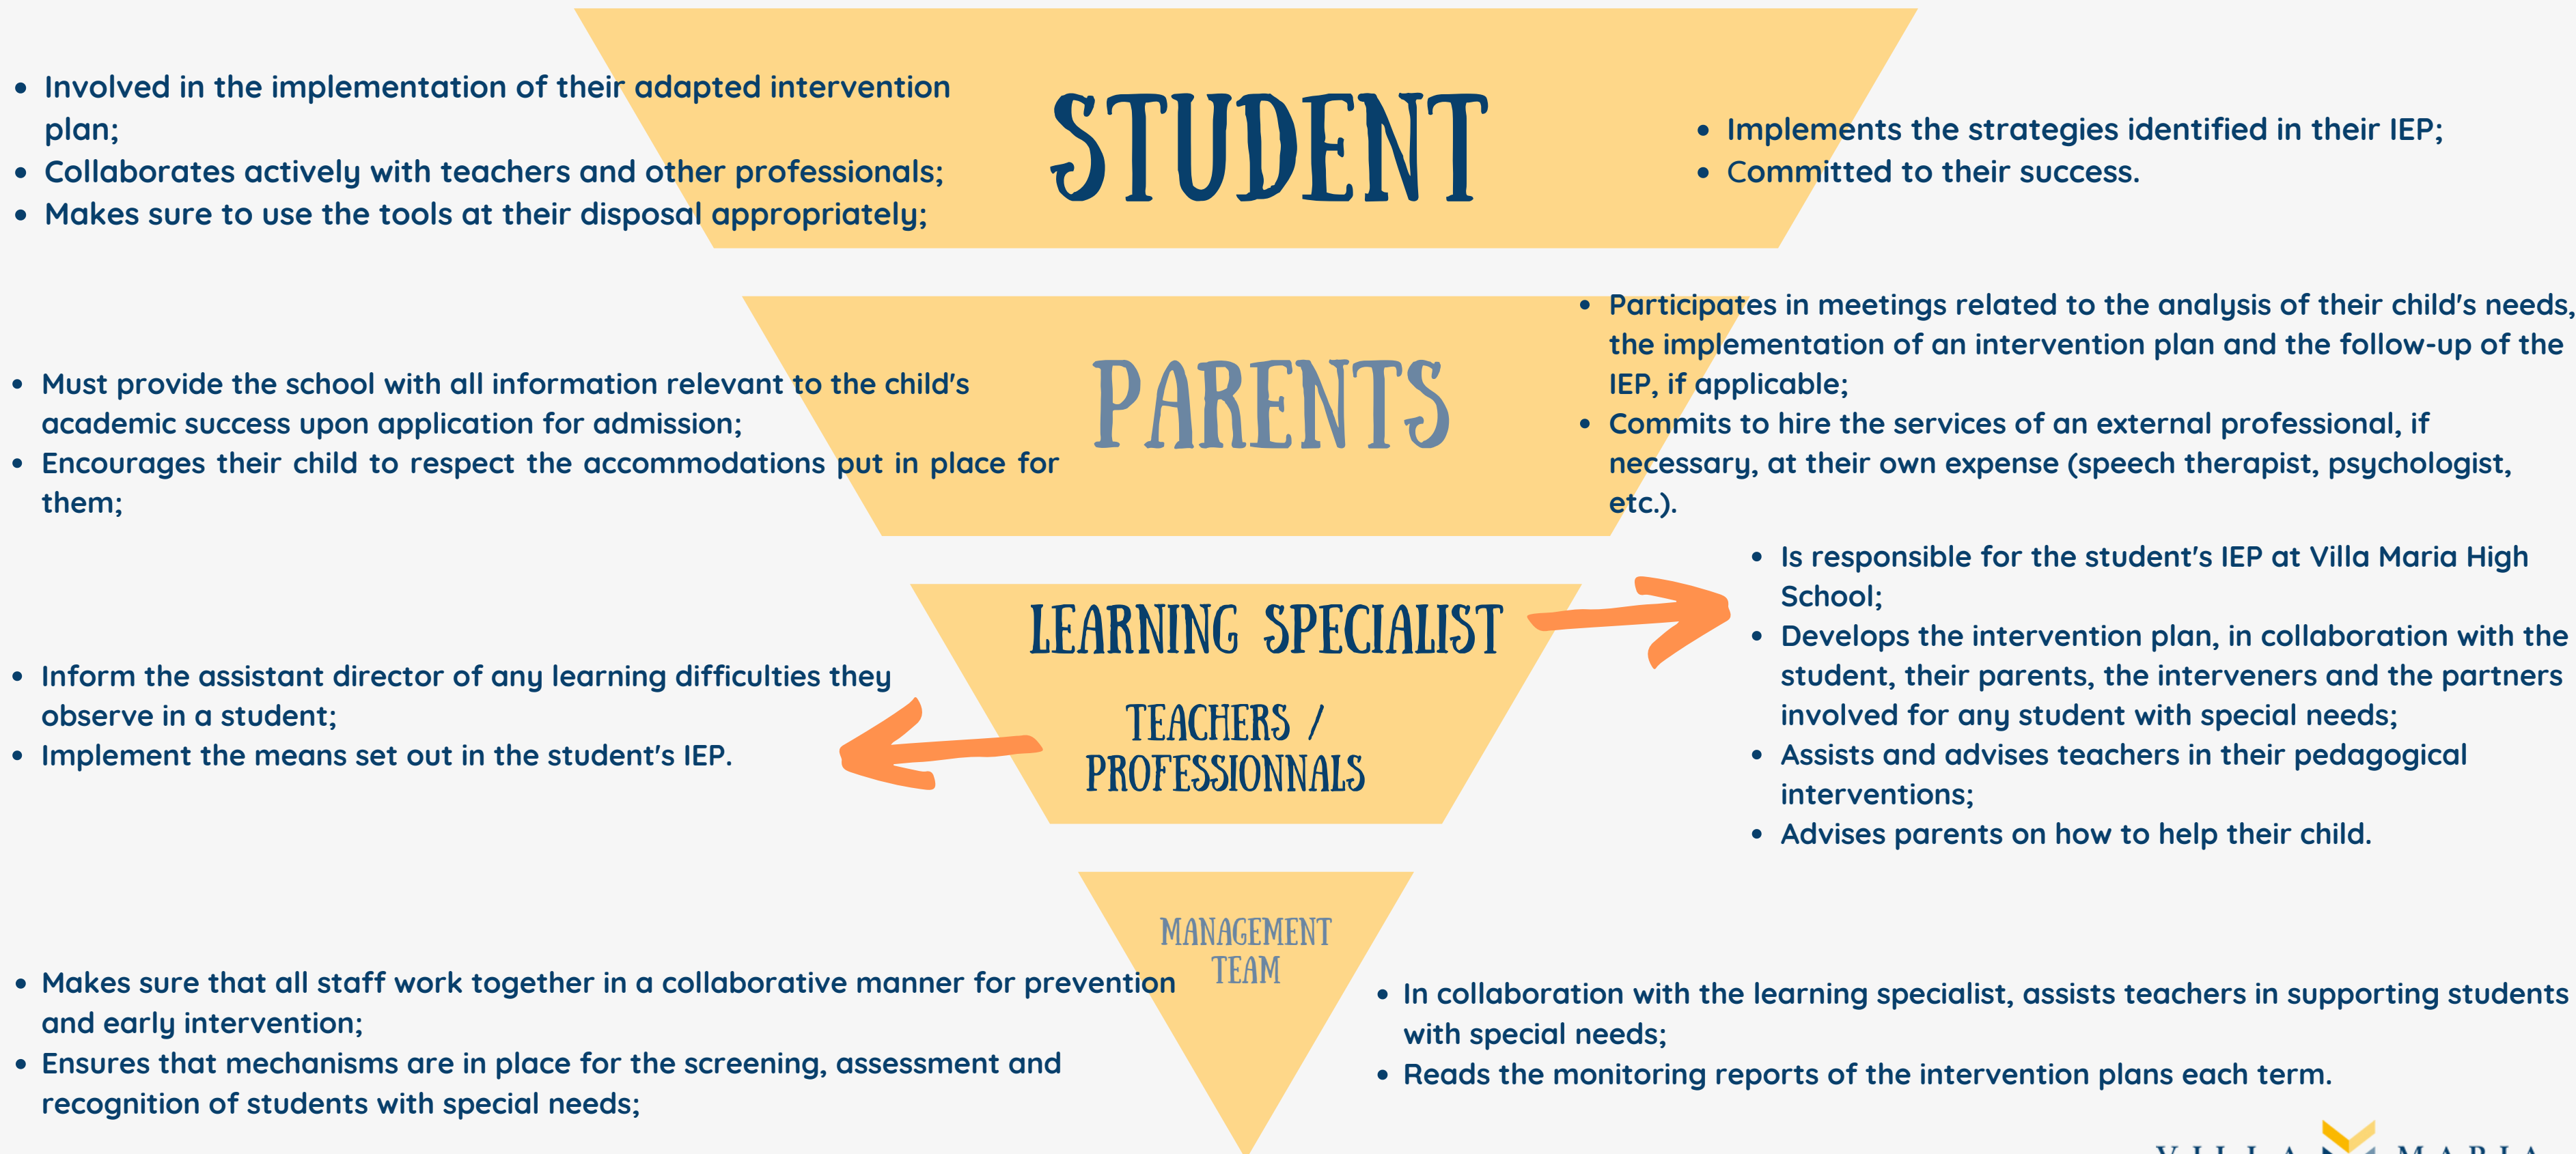 • Involved in the implementation of their adapted intervention
plan;
• Collaborates actively with teachers and other professionals;
• Makes sure to use the tools at their disposal appropriately;
STUDENT
• Implements the strategies identified in their IEP;
• Committed to their success.
• Must provide the school with all information relevant to the child's
academic success upon application for admission;
• Encourages their child to respect the accommodations put in place for
them;
PARENTS
• Participates in meetings related to the analysis of their child's needs,
the implementation of an intervention plan and the follow-up of the
IEP, if applicable;
• Commits to hire the services of an external professional, if
necessary, at their own expense (speech therapist, psychologist,
etc.).
LEARNING SPECIALIST
• Is responsible for the student's IEP at Villa Maria High
School;
• Develops the intervention plan, in collaboration with the
student, their parents, the interveners and the partners
involved for any student with special needs;
• Assists and advises teachers in their pedagogical
interventions;
• Advises parents on how to help their child.
• Inform the assistant director of any learning difficulties they
observe in a student;
• Implement the means set out in the student's IEP.
TEACHERS /
PROFESSIONNALS
MANAGEMENT
TEAM
• Makes sure that all staff work together in a collaborative manner for prevention
and early intervention;
• Ensures that mechanisms are in place for the screening, assessment and
recognition of students with special needs;
• In collaboration with the learning specialist, assists teachers in supporting students
with special needs;
• Reads the monitoring reports of the intervention plans each term.
VILLA MARIA